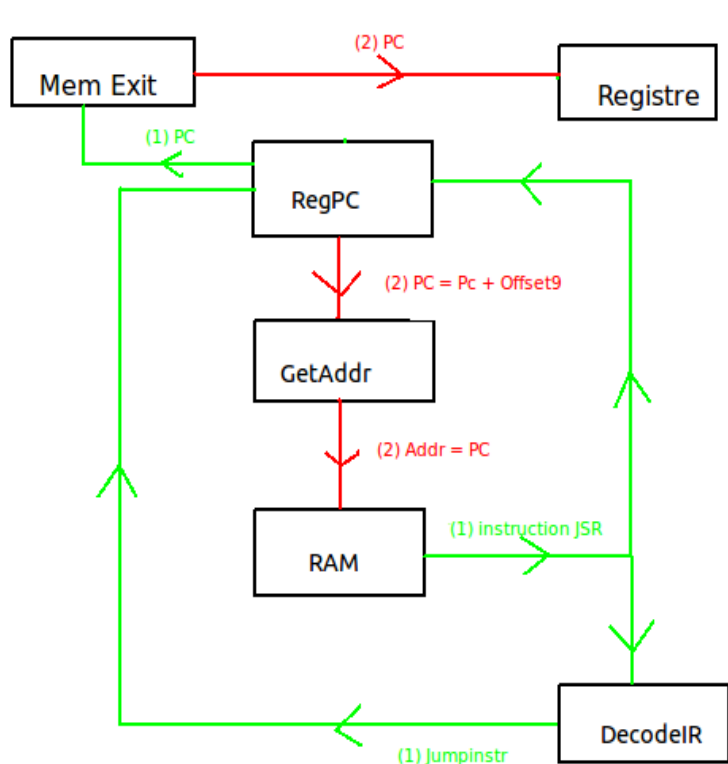 (2) PC
Mem Exit
Registre
(1) PC
RegPC
(2) PC = Pc + Offset9
GetAddr
(2) Addr = PC
(1) instruction JSR
RAM
DecodeIR
(1) Jumpinstr